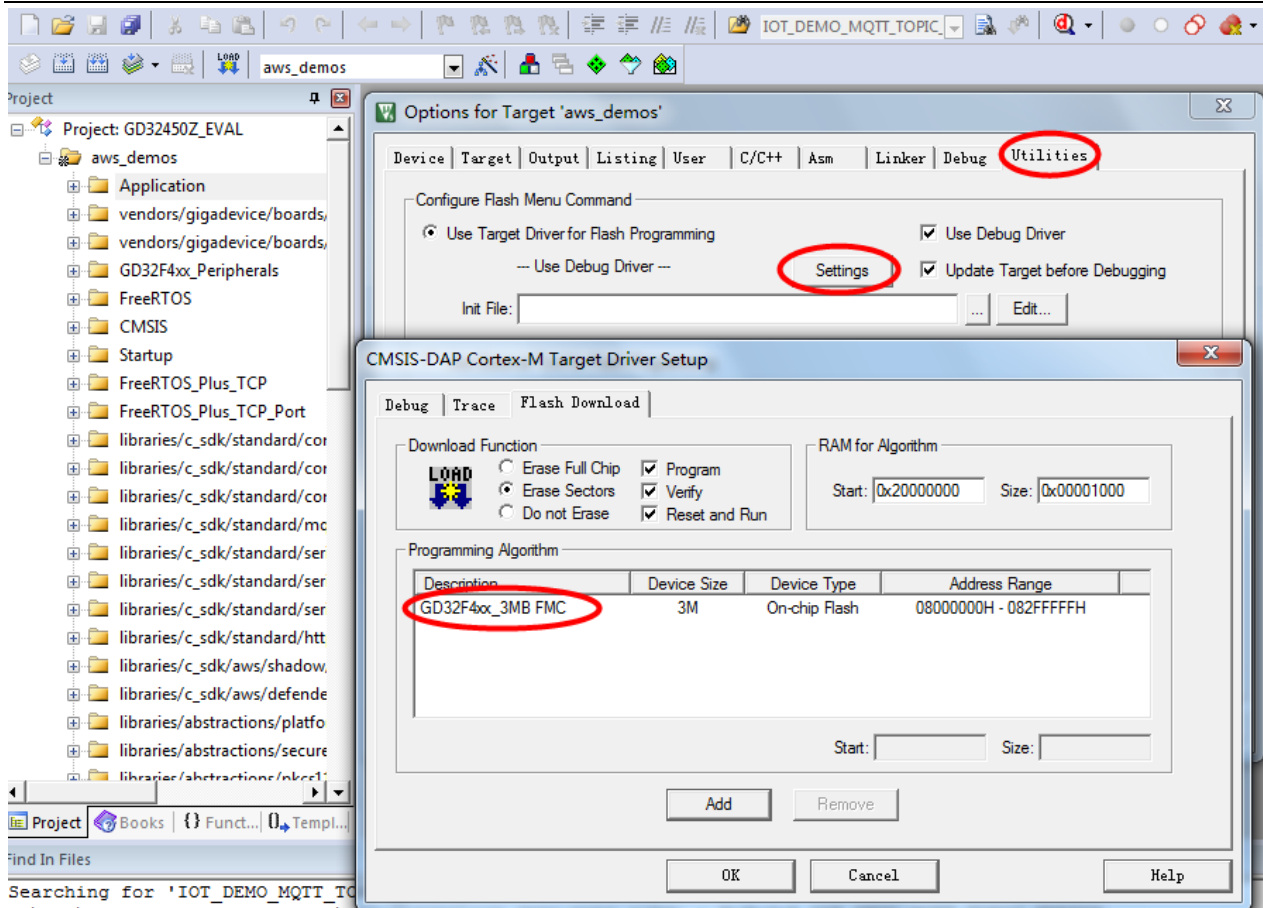 IOT_DEMO_MQTT_TOPIC_
LOAD
aws_demos
Project
Project: GD32450Z_EVAL
aws_demos
Application
vendors/gigadevice/boards/
vendors/gigadevice/boards/
GD32F4xx_Peripherals
FreeRTOS
CMSIS
Startup
FreeRTOS_Plus_TCP
FreeRTOS_Plus_TCP_Port
libraries/c_sdk/standard/cor
libraries/c_sdk/standard/cor
libraries/c_sdk/standard/cor
libraries/c_sdk/standard/mc
libraries/c_sdk/standard/ser
libraries/c_sdk/standard/ser
libraries/c_sdk/standard/ser
libraries/c_sdk/standard/htt
libraries/c_sdk/aws/shadow,
libraries/c_sdk/aws/defende
libraries/abstractions/platfo
libraries/abstractions/secure
libraries/abstractions/pkcs1
Project Books {} Funct... 0 Templ...
Find In Files
Searching for 'IOT_DEMO_MQTT_TO
Options for Target 'aws_demos'
Device Target Output Listing User C/C++ Asm Linker Debug Utilities
Configure Flash Menu Command
Use Target Driver for Flash Programming Use Debug Driver
--- Use Debug Driver --- Settings Update Target before Debugging
Init File: ... Edit...
CMSIS-DAP Cortex-M Target Driver Setup
Debug Trace Flash Download
Download Function RAM for Algorithm
LOAD Erase Full Chip Program
Erase Sectors Verify Start: 0x20000000 Size: 0x00001000
Do not Erase Reset and Run
Programming Algorithm
Description Device Size Device Type Address Range
GD32F4xx_3MB FMC 3M On-chip Flash 08000000H - 082FFFFFH
Start: Size:
Add Remove
OK Cancel Help